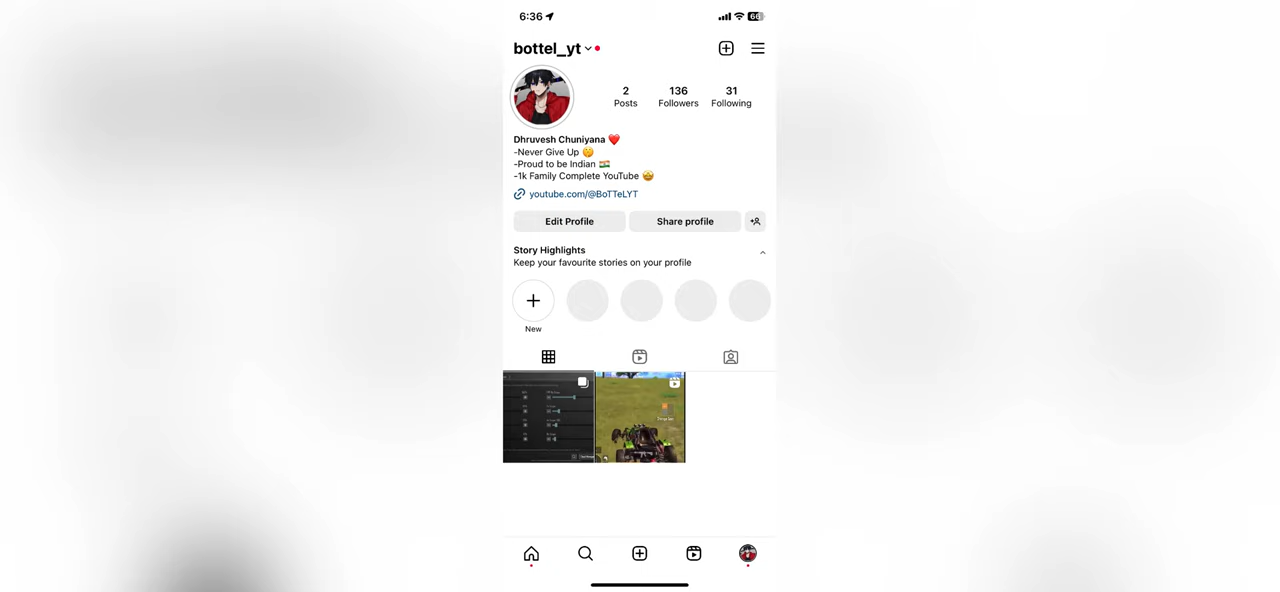 6:36
66
bottel_yt
2 136 31
Posts Followers Following
Dhruvesh Chuniyana ❤️
-Never Give Up 🤫
-Proud to be Indian 🇮🇳
-1k Family Complete YouTube 🤩
youtube.com/@BoTTeLYT
Edit Profile Share profile
Story Highlights
Keep your favourite stories on your profile
New